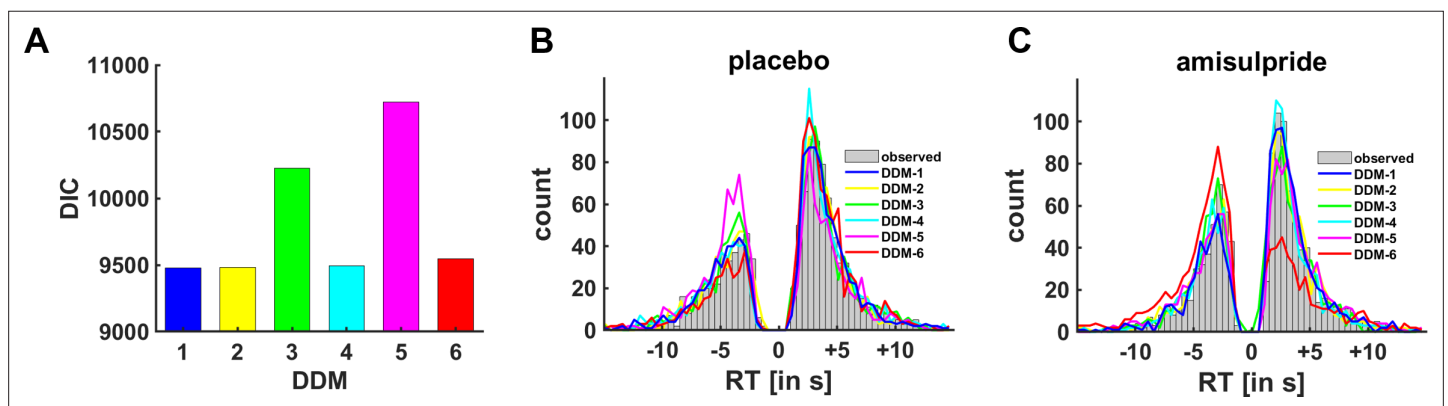 A
11000
10500
10000
9500
9000
DIC
1 2 3 4 5 6
DDM
B
placebo
100
80
60
40
20
0
count
-10 -5 0 +5 +10
RT [in s]
observed
DDM-1
DDM-2
DDM-3
DDM-4
DDM-5
DDM-6
C
amisulpride
100
80
60
40
20
0
count
-10 -5 0 +5 +10
RT [in s]
observed
DDM-1
DDM-2
DDM-3
DDM-4
DDM-5
DDM-6